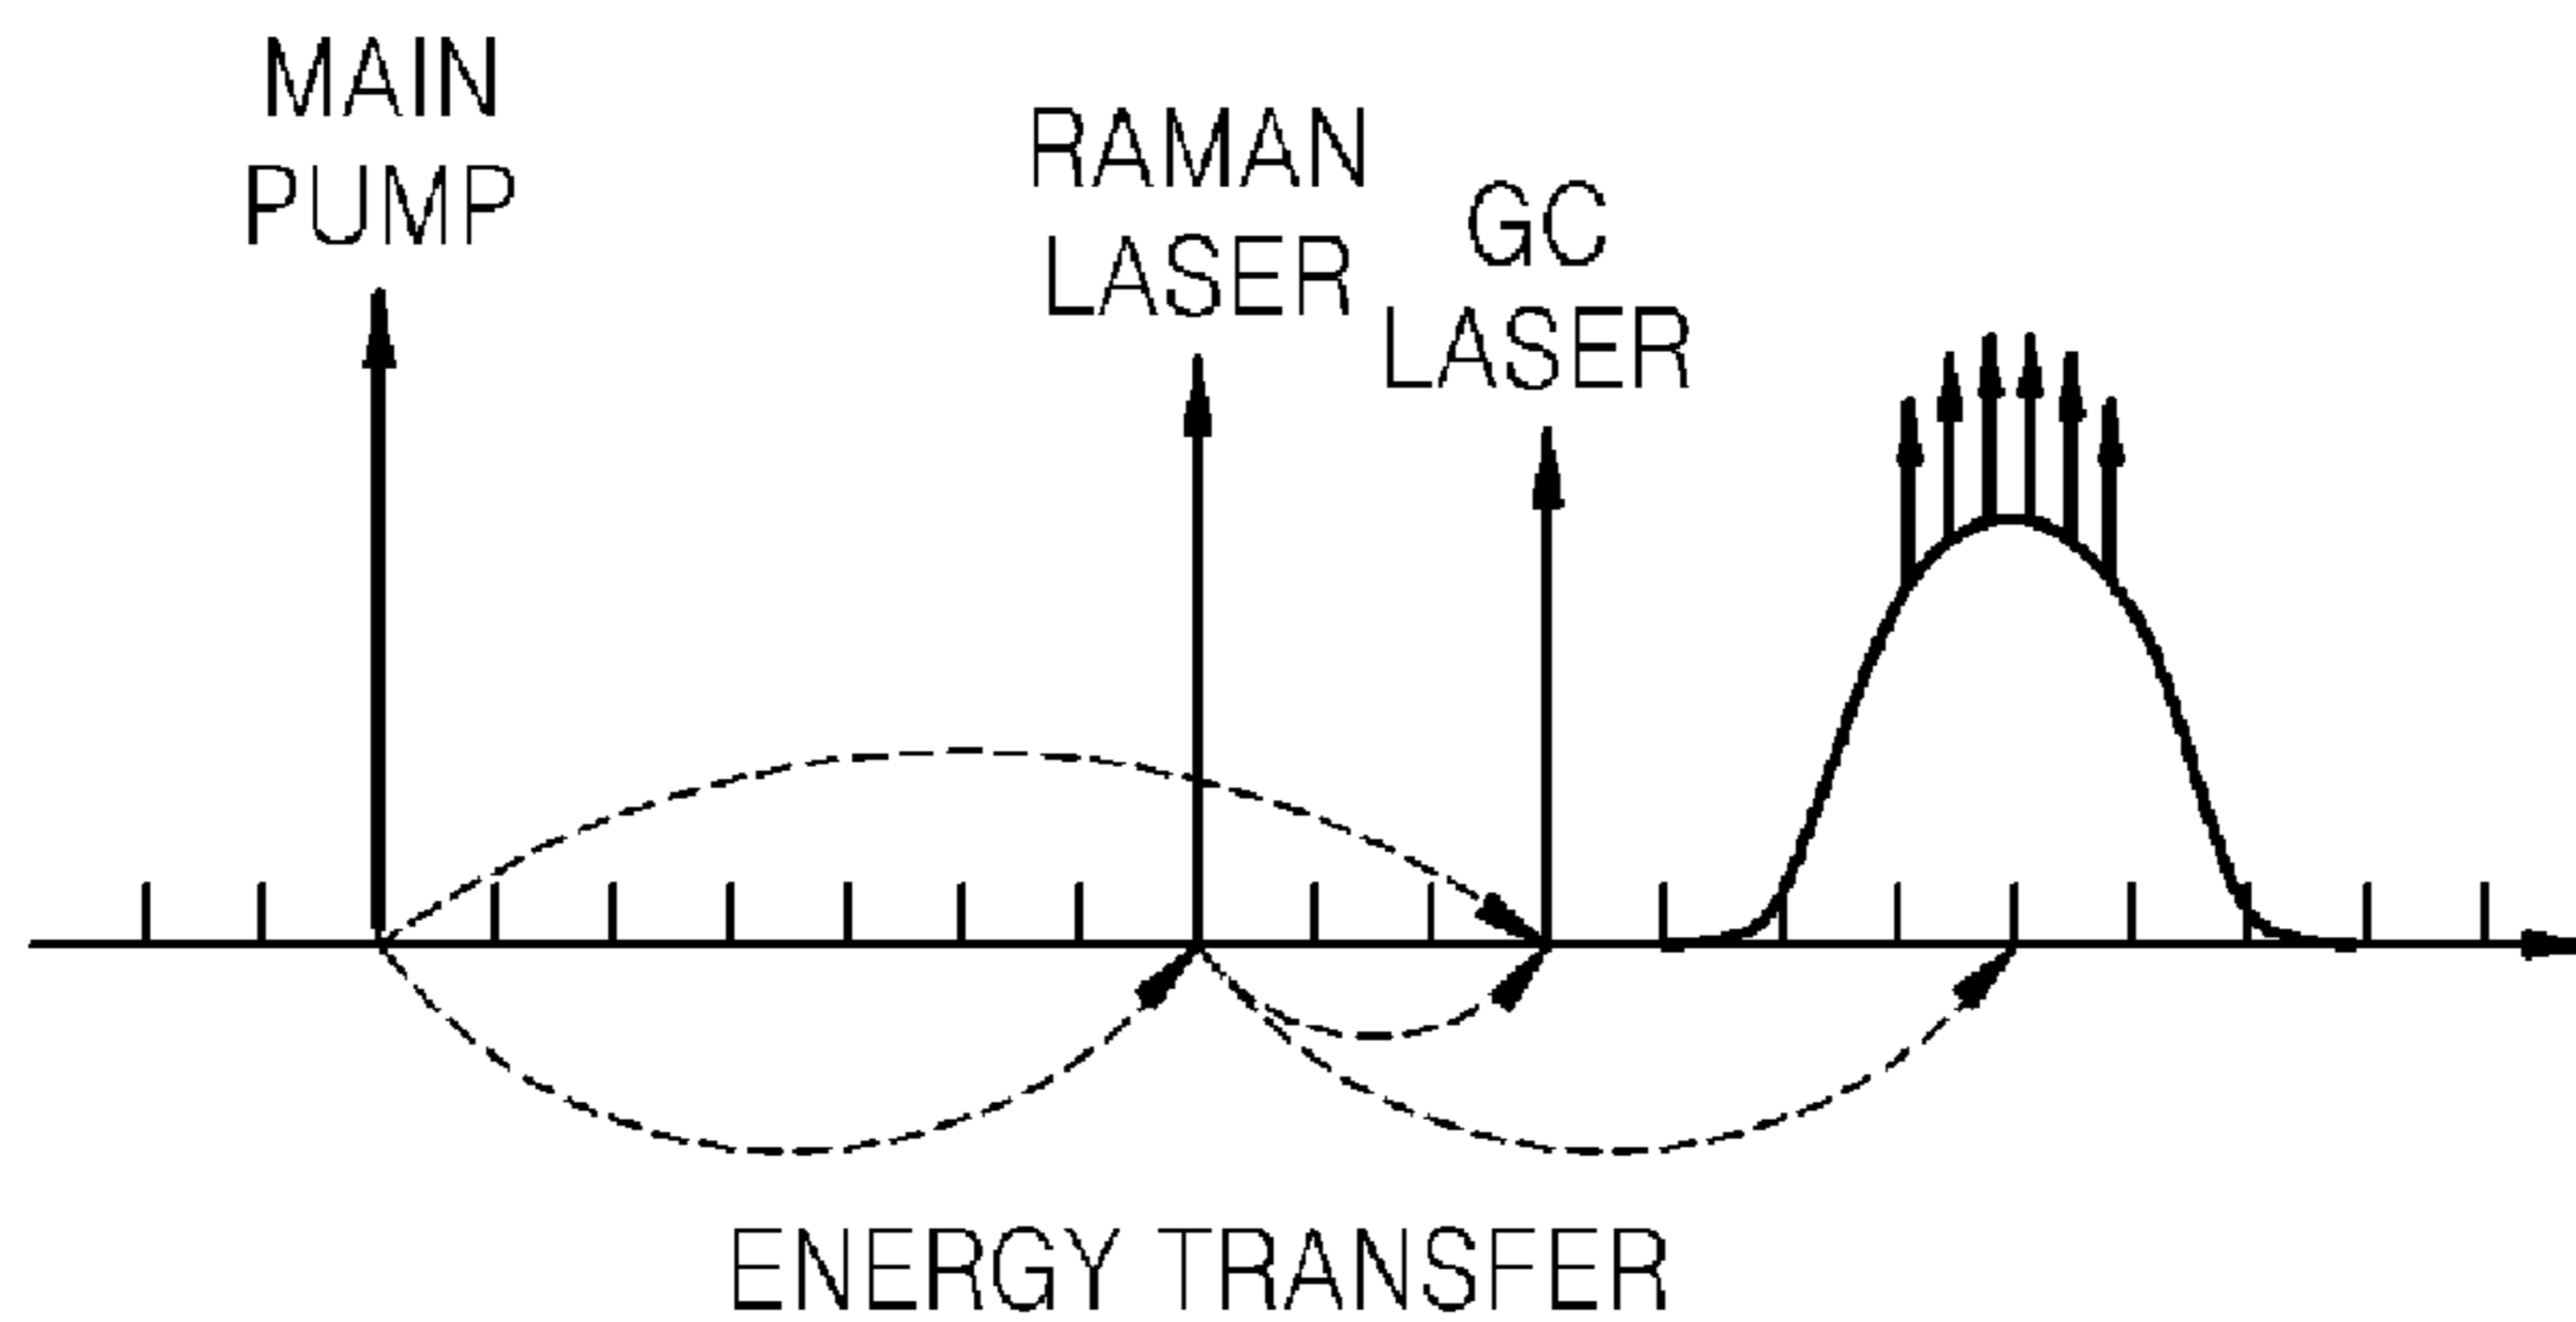 MAIN
PUMP
RAMAN
LASER
GC
LASER
ENERGY TRANSFER